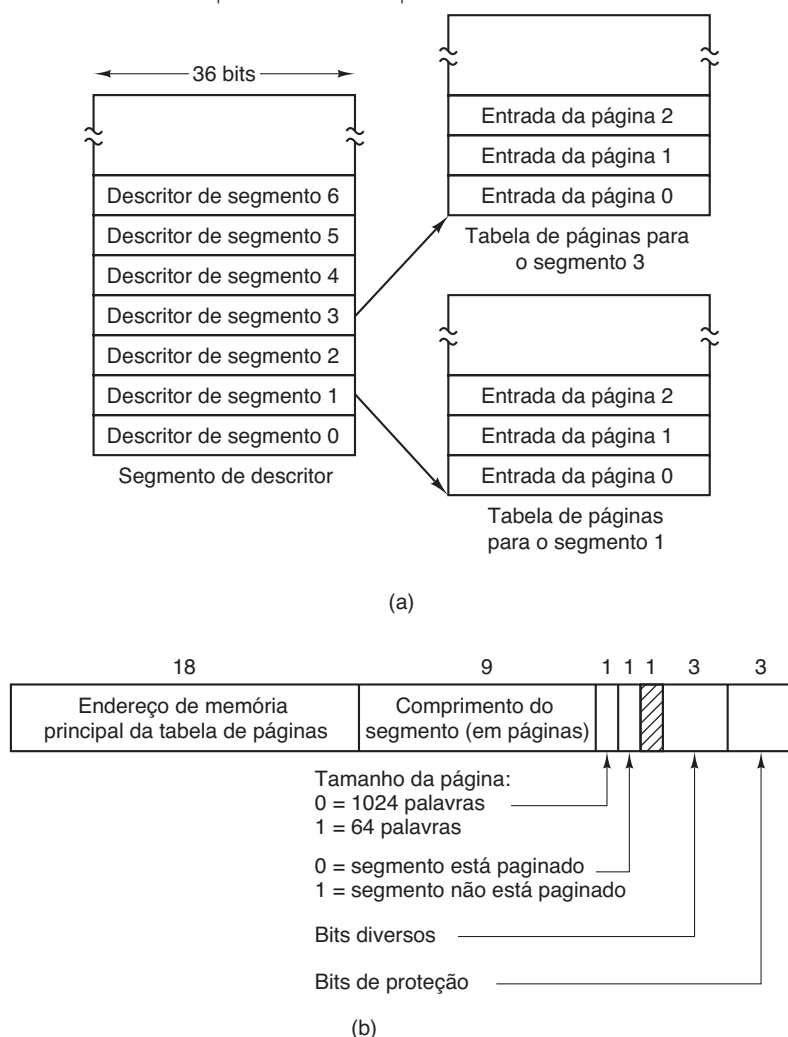 36 bits
Descritor de segmento 6
Descritor de segmento 5
Descritor de segmento 4
Descritor de segmento 3
Descritor de segmento 2
Descritor de segmento 1
Descritor de segmento 0
Segmento de descritor
Entrada da página 2
Entrada da página 1
Entrada da página 0
Tabela de páginas para
o segmento 3
Entrada da página 2
Entrada da página 1
Entrada da página 0
Tabela de páginas
para o segmento 1
(a)
18 9 1 1 1 3 3
Endereço de memória
principal da tabela de páginas
Comprimento do
segmento (em páginas)
Tamanho da página:
0 = 1024 palavras
1 = 64 palavras
0 = segmento está paginado
1 = segmento não está paginado
Bits diversos
Bits de proteção
(b)